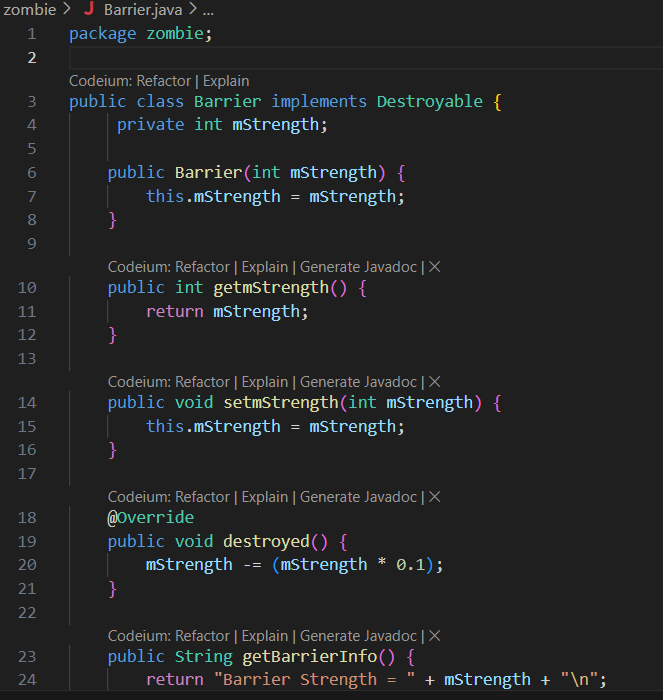 zombie > J Barrier.java > ...
1 package zombie;
2
Codeium: Refactor | Explain
3 public class Barrier implements Destroyable {
4 private int mStrength;
5
6 public Barrier(int mStrength) {
7 this.mStrength = mStrength;
8 }
9
Codeium: Refactor | Explain | Generate Javadoc | ×
10 public int getmStrength() {
11 return mStrength;
12 }
13
Codeium: Refactor | Explain | Generate Javadoc | ×
14 public void setmStrength(int mStrength) {
15 this.mStrength = mStrength;
16 }
17
Codeium: Refactor | Explain | Generate Javadoc | ×
18 @Override
19 public void destroyed() {
20 mStrength -= (mStrength * 0.1);
21 }
22
Codeium: Refactor | Explain | Generate Javadoc | ×
23 public String getBarrierInfo() {
24 return "Barrier Strength = " + mStrength + "\n";